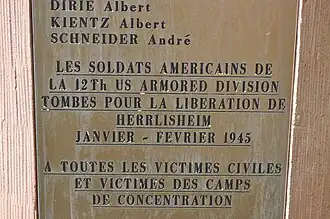 DIRIE Albert
KIENTZ Albert
SCHNEIDER André
LES SOLDATS AMERICAINS DE
LA 12Th US ARMORED DIVISION
TOMBES POUR LA LIBERATION DE
HERRLISHEIM
JANVIER - FEVRIER 1945
A TOUTES LES VICTIMES CIVILES
ET VICTIMES DES CAMPS
DE CONCENTRATION